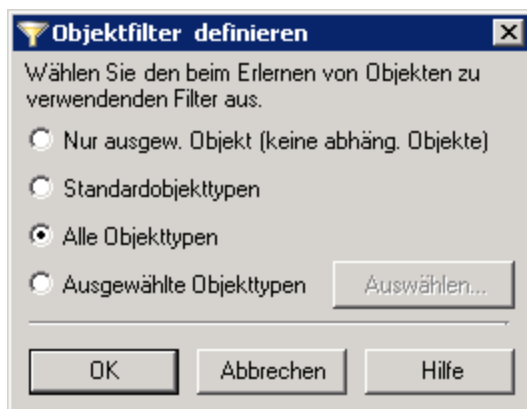 Objektfilter definieren
Wählen Sie den beim Erlernen von Objekten zu
verwendenden Filter aus.
Nur ausgew. Objekt (keine abhäng. Objekte)
Standardobjekttypen
Alle Objekttypen
Ausgewählte Objekttypen Auswählen...
OK Abbrechen Hilfe